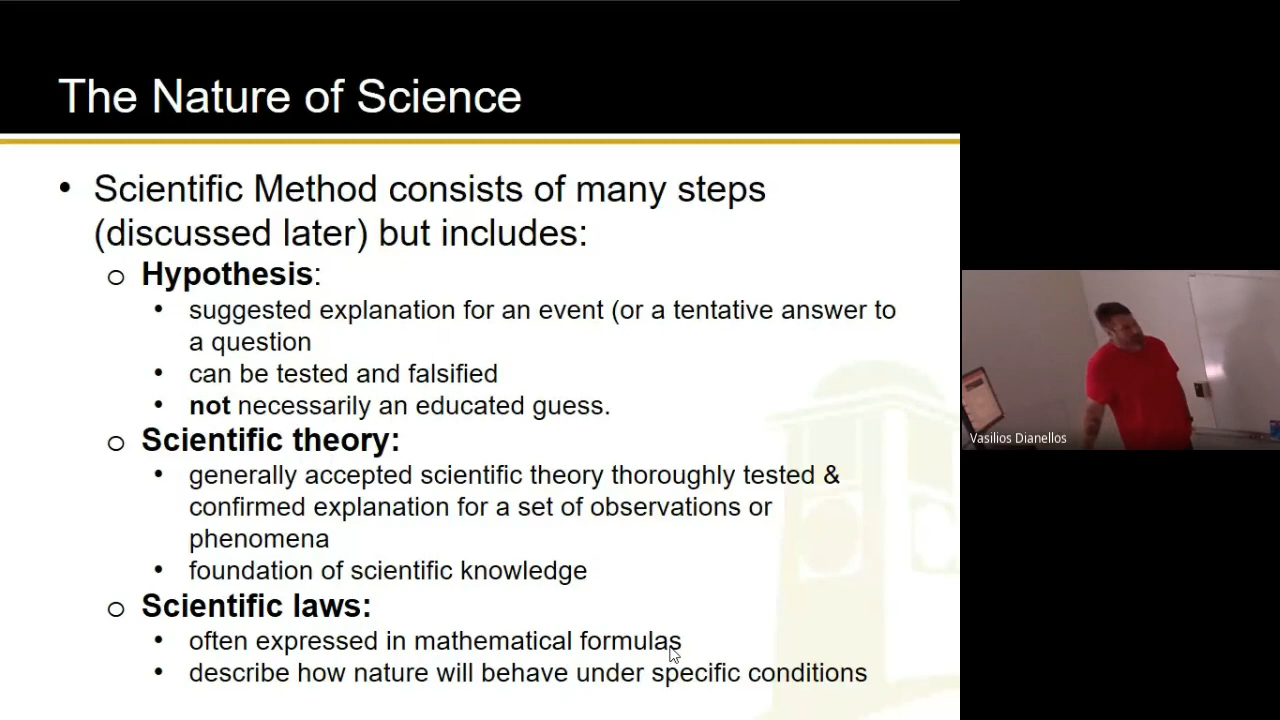 The Nature of Science
• Scientific Method consists of many steps
(discussed later) but includes:
o Hypothesis:
• suggested explanation for an event (or a tentative answer to
a question
• can be tested and falsified
• not necessarily an educated guess.
o Scientific theory:
• generally accepted scientific theory thoroughly tested &
confirmed explanation for a set of observations or
phenomena
• foundation of scientific knowledge
o Scientific laws:
• often expressed in mathematical formulas
• describe how nature will behave under specific conditions
Vasilios Dianellos